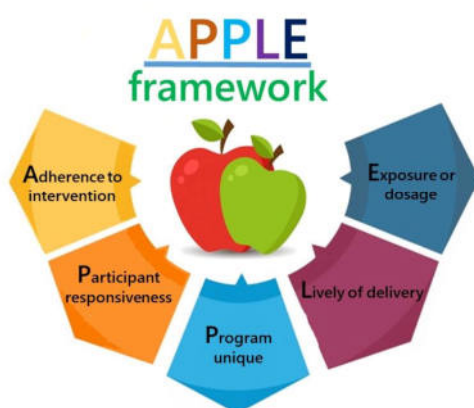 APPLE
framework
Adherence to
intervention
Participant
responsiveness
Program
unique
Lively of delivery
Exposure or
dosage